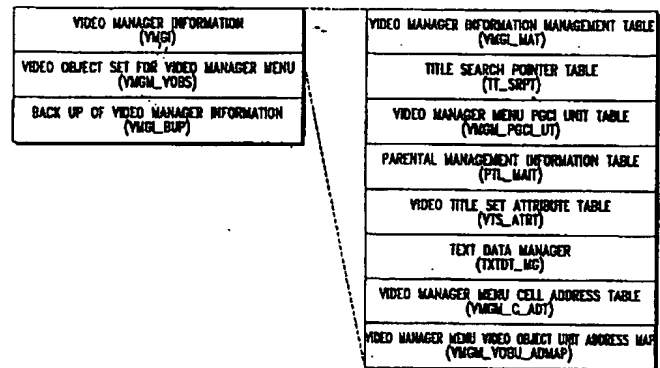 VIDEO MANAGER INFORMATION
(VMGI)
VIDEO OBJECT SET FOR VIDEO MANAGER MENU
(VMGM_VOBS)
BACK UP OF VIDEO MANAGER INFORMATION
(VMGI_BUP)
VIDEO MANAGER INFORMATION MANAGEMENT TABLE
(VMGI_MAT)
TITLE SEARCH POINTER TABLE
(TT_SRPT)
VIDEO MANAGER MENU PGCI UNIT TABLE
(VMGM_PGCI_UT)
PARENTAL MANAGEMENT INFORMATION TABLE
(PTL_MAIT)
VIDEO TITLE SET ATTRIBUTE TABLE
(VTS_ATRT)
TEXT DATA MANAGER
(TXTDT_MG)
VIDEO MANAGER MENU CELL ADDRESS TABLE
(VMGM_C_ADT)
VIDEO MANAGER MENU VIDEO OBJECT UNIT ADDRESS MAP
(VMGM_VOBU_ADMAP)